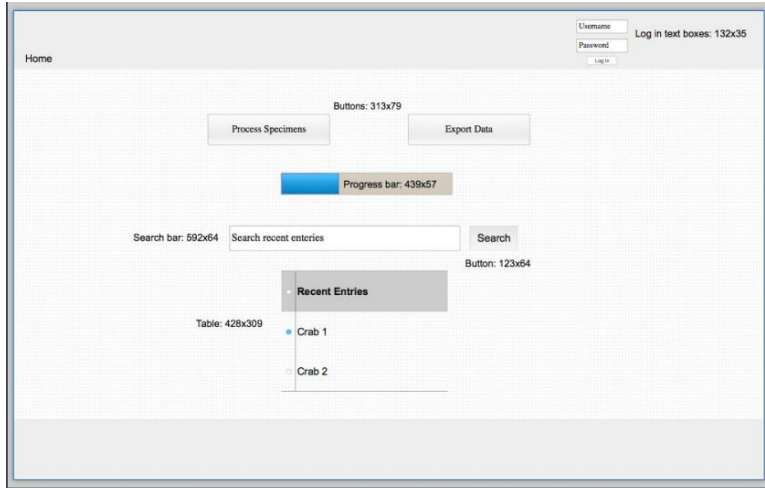 Username
Log in text boxes: 132x35
Password
Home
Log in
Buttons: 313x79
Process Specimens
Export Data
Progress bar: 439x57
Search bar: 592x64
Search recent enteries
Search
Button: 123x64
Recent Entries
Table: 428x309
Crab 1
Crab 2